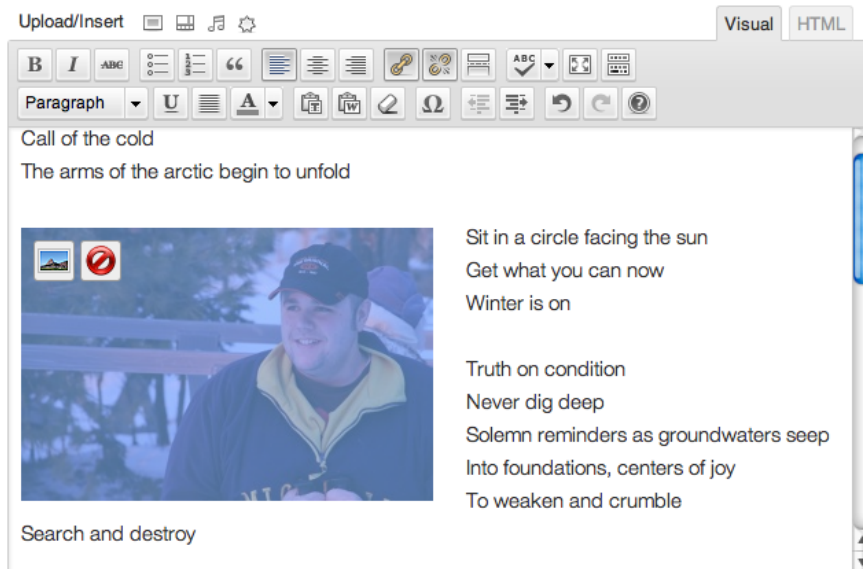 Upload/Insert
Visual
HTML
B
I
ABC
ABC
Paragraph
U
A
T
W
Ω
Call of the cold
The arms of the arctic begin to unfold
Sit in a circle facing the sun
Get what you can now
Winter is on
Truth on condition
Never dig deep
Solemn reminders as groundwaters seep
Into foundations, centers of joy
To weaken and crumble
Search and destroy